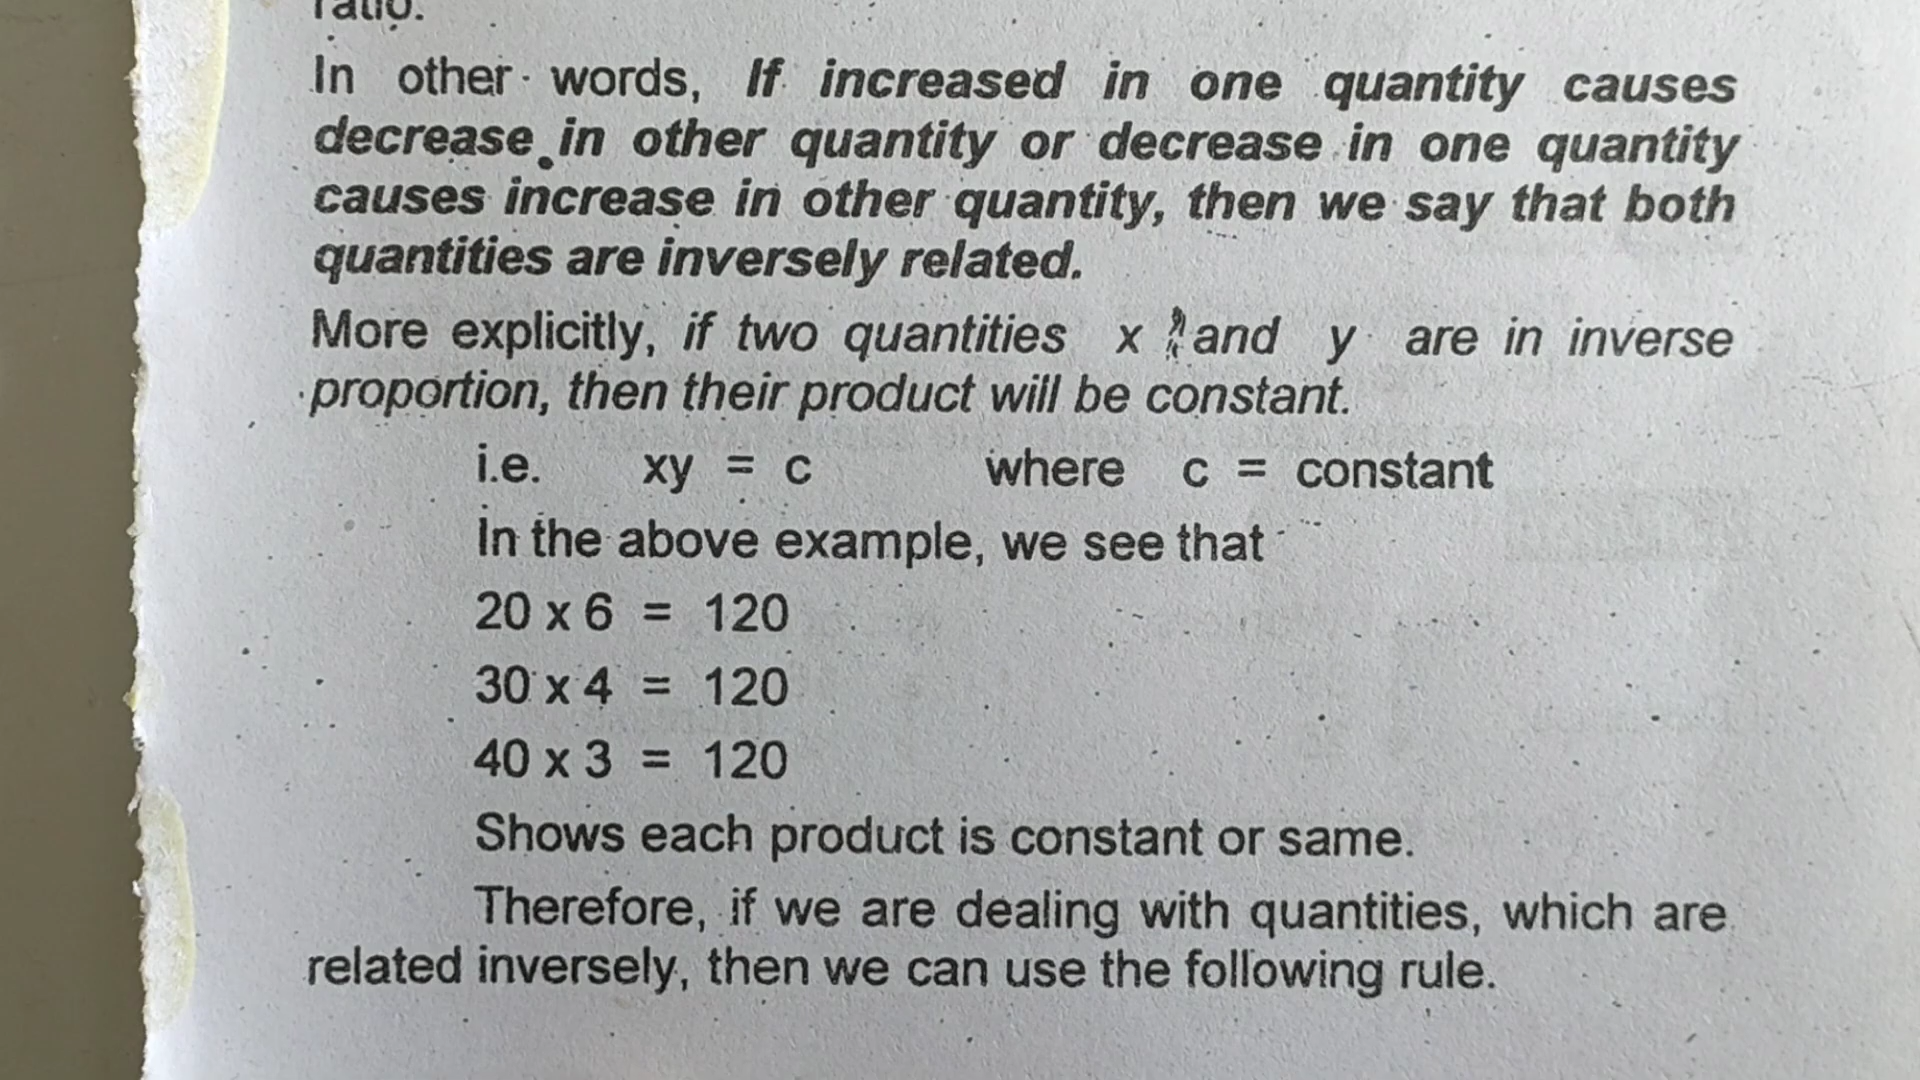 ratio.
In other words, If increased in one quantity causes
decrease in other quantity or decrease in one quantity
causes increase in other quantity, then we say that both
quantities are inversely related.
More explicitly, if two quantities x and y are in inverse
proportion, then their product will be constant.
i.e. xy = c where c = constant
In the above example, we see that
20 x 6 = 120
30 x 4 = 120
40 x 3 = 120
Shows each product is constant or same.
Therefore, if we are dealing with quantities, which are
related inversely, then we can use the following rule.